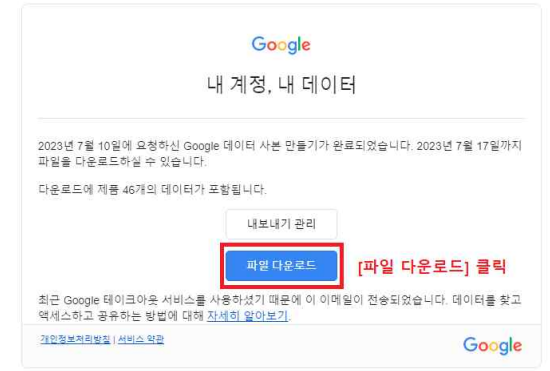 Google
내 계정, 내 데이터
2023년 7월 10일에 요청하신 Google 데이터 사본 만들기가 완료되었습니다. 2023년 7월 17일까지
파일을 다운로드하실 수 있습니다.
다운로드에 제품 46개의 데이터가 포함됩니다.
내보내기 관리
파일 다운로드
[파일 다운로드] 클릭
최근 Google 테이크아웃 서비스를 사용하셨기 때문에 이 이메일이 전송되었습니다. 데이터를 찾고
액세스하고 공유하는 방법에 대해 자세히 알아보기.
개인정보처리방침 | 서비스 약관
Google